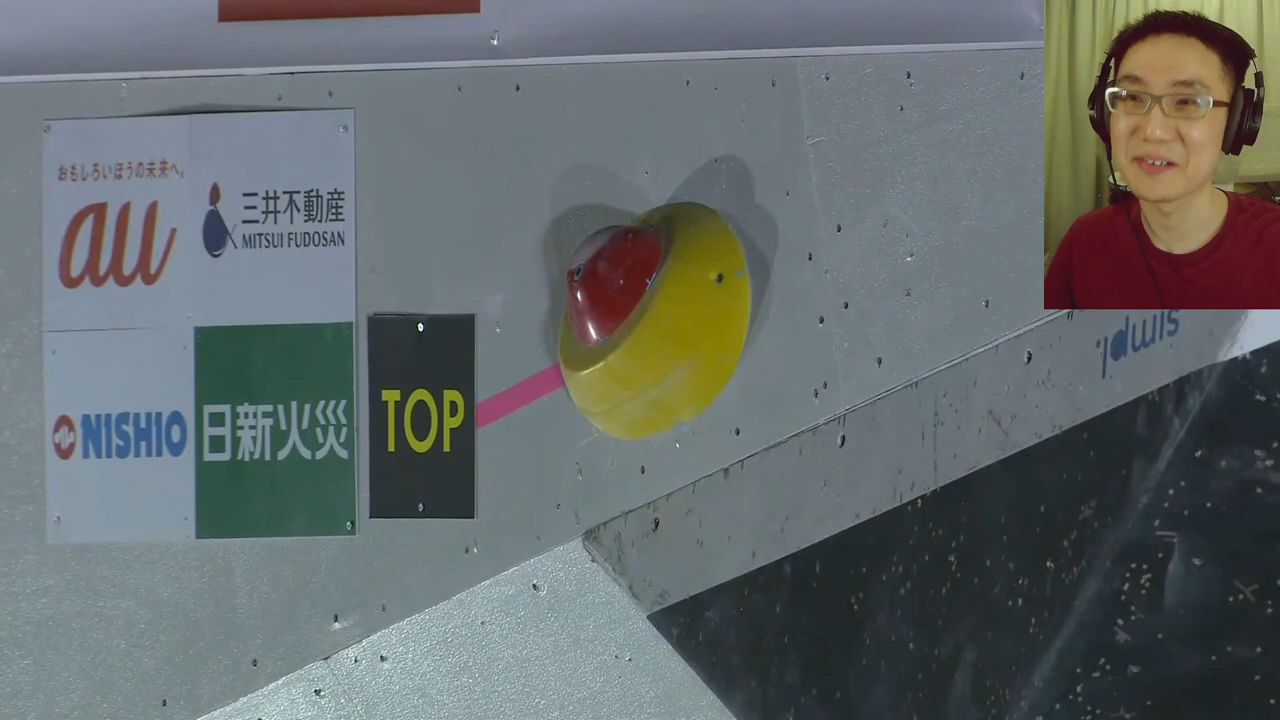 おもしろいほうの未来へ。
au
三井不動産
MITSUI FUDOSAN
NISHIO
日新火災
TOP
simpl.